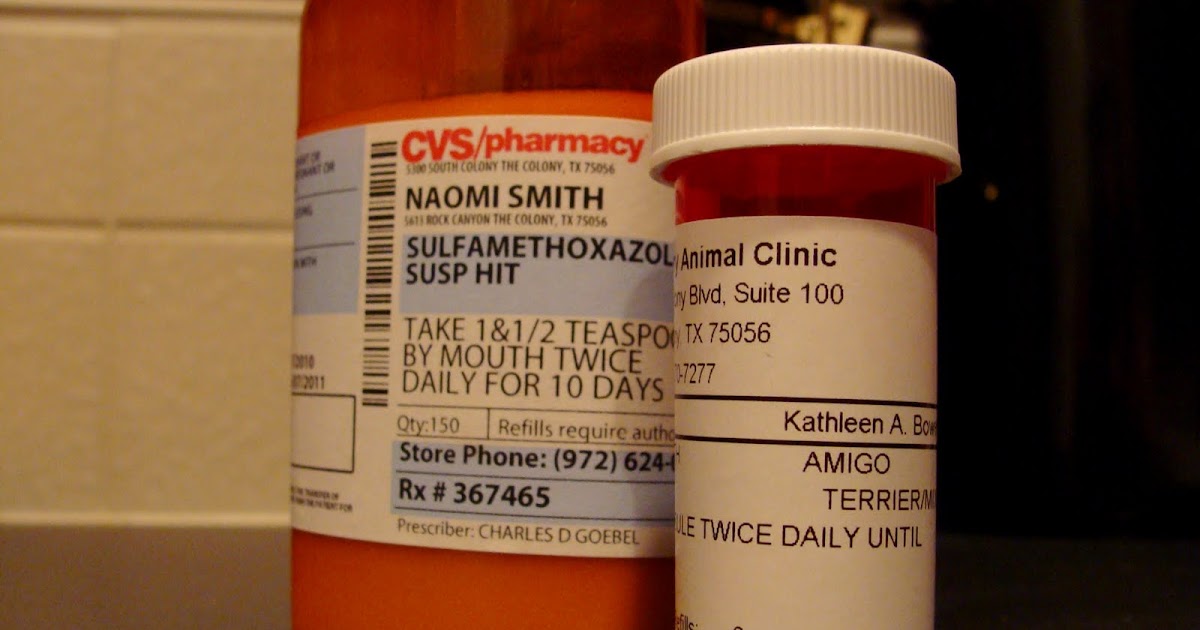 CVS/pharmacy
5300 SOUTH COLONY THE COLONY, TX 75056
NAOMI SMITH
5611 ROCK CANYON THE COLONY, TX 75056
SULFAMETHOXAZOL
SUSP HIT
TAKE 1&1/2 TEASPO
BY MOUTH TWICE
DAILY FOR 10 DAYS
Qty:150
Refills require autho
Store Phone: (972) 624-
Rx # 367465
Prescriber: CHARLES D GOEBEL
Animal Clinic
Blvd, Suite 100
TX 75056
-7277
Kathleen A. Bow
AMIGO
TERRIER/M
ULE TWICE DAILY UNTIL